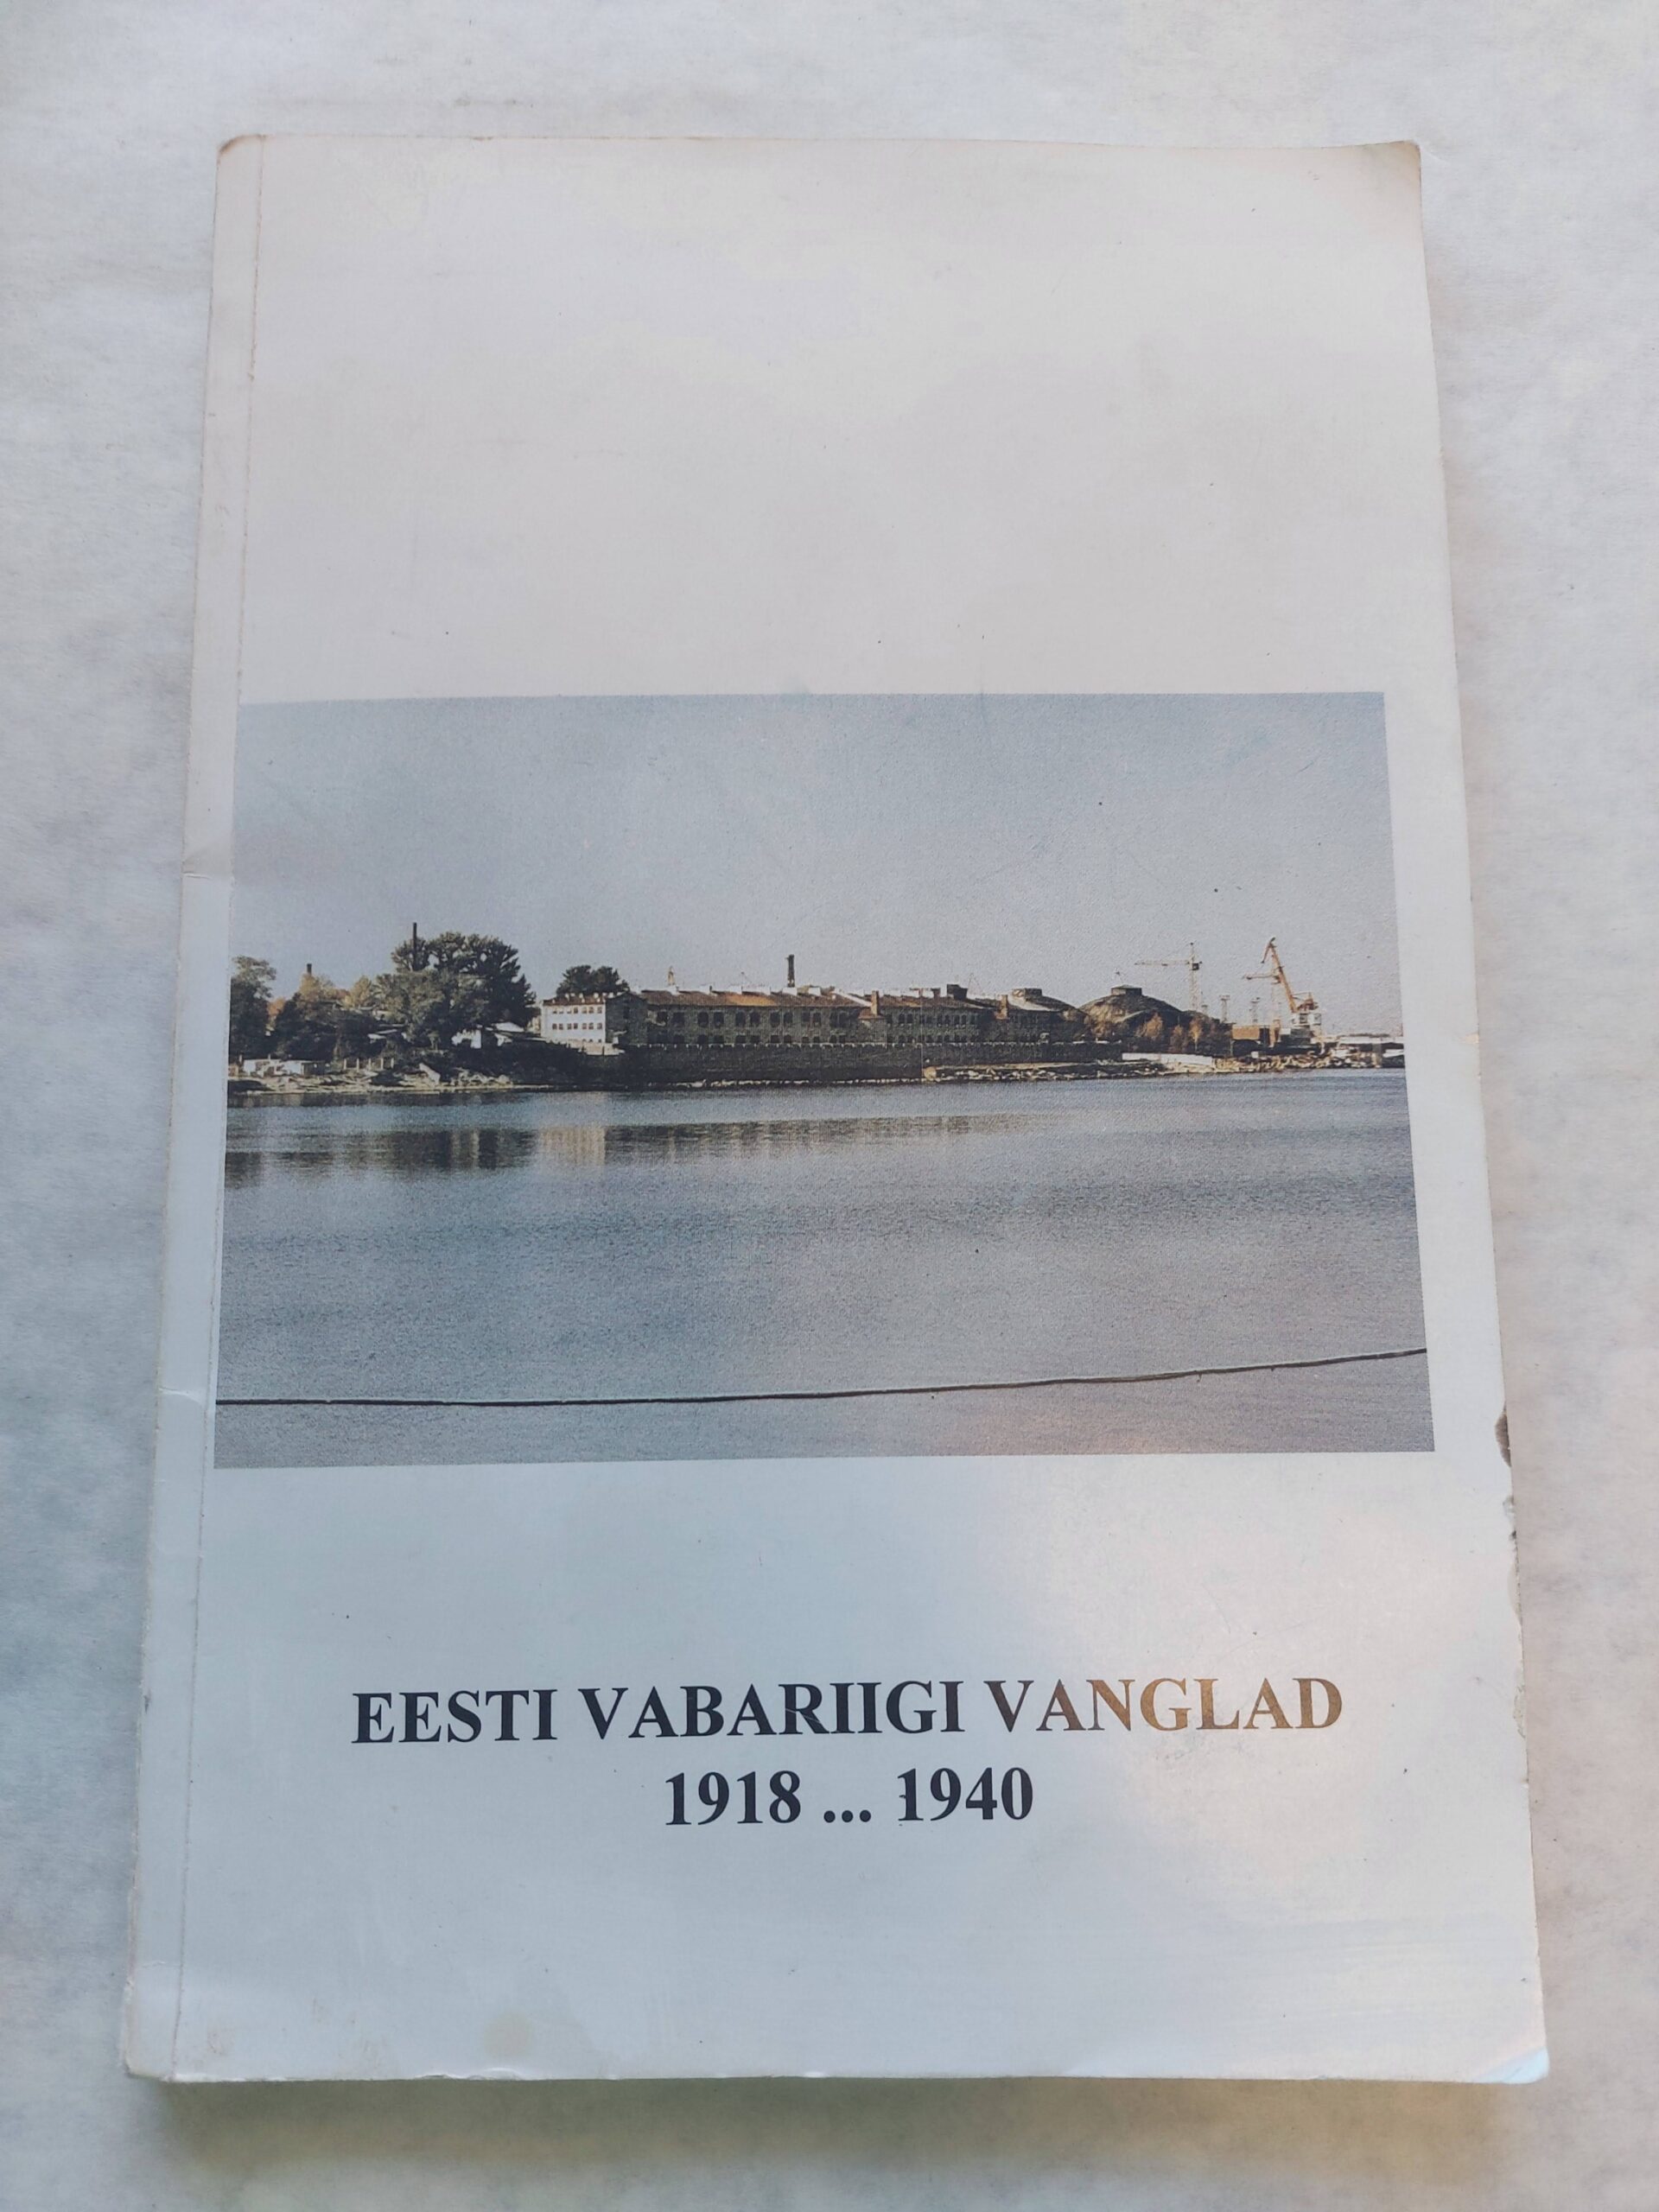 EESTI VABARIIGI VANGLAD
1918 ... 1940